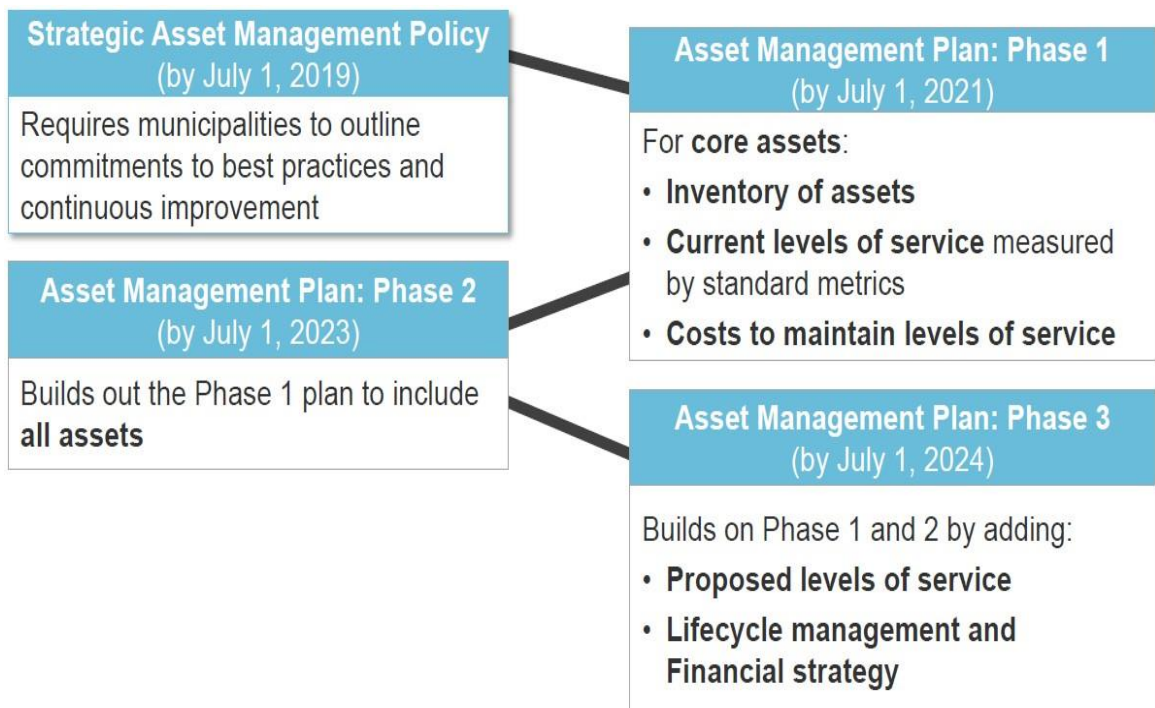 Strategic Asset Management Policy
(by July 1, 2019)
Requires municipalities to outline
commitments to best practices and
continuous improvement
Asset Management Plan: Phase 1
(by July 1, 2021)
For core assets:
• Inventory of assets
• Current levels of service measured
by standard metrics
• Costs to maintain levels of service
Asset Management Plan: Phase 2
(by July 1, 2023)
Builds out the Phase 1 plan to include
all assets
Asset Management Plan: Phase 3
(by July 1, 2024)
Builds on Phase 1 and 2 by adding:
• Proposed levels of service
• Lifecycle management and
Financial strategy